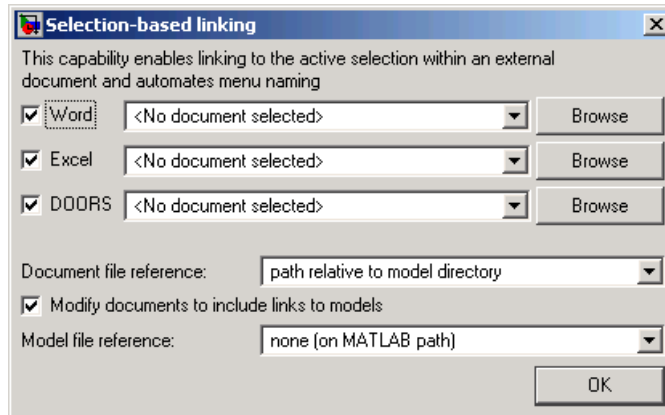 Selection-based linking
This capability enables linking to the active selection within an external
document and automates menu naming
Word <No document selected> Browse
Excel <No document selected> Browse
DOORS <No document selected> Browse
Document file reference: path relative to model directory
Modify documents to include links to models
Model file reference: none (on MATLAB path)
OK